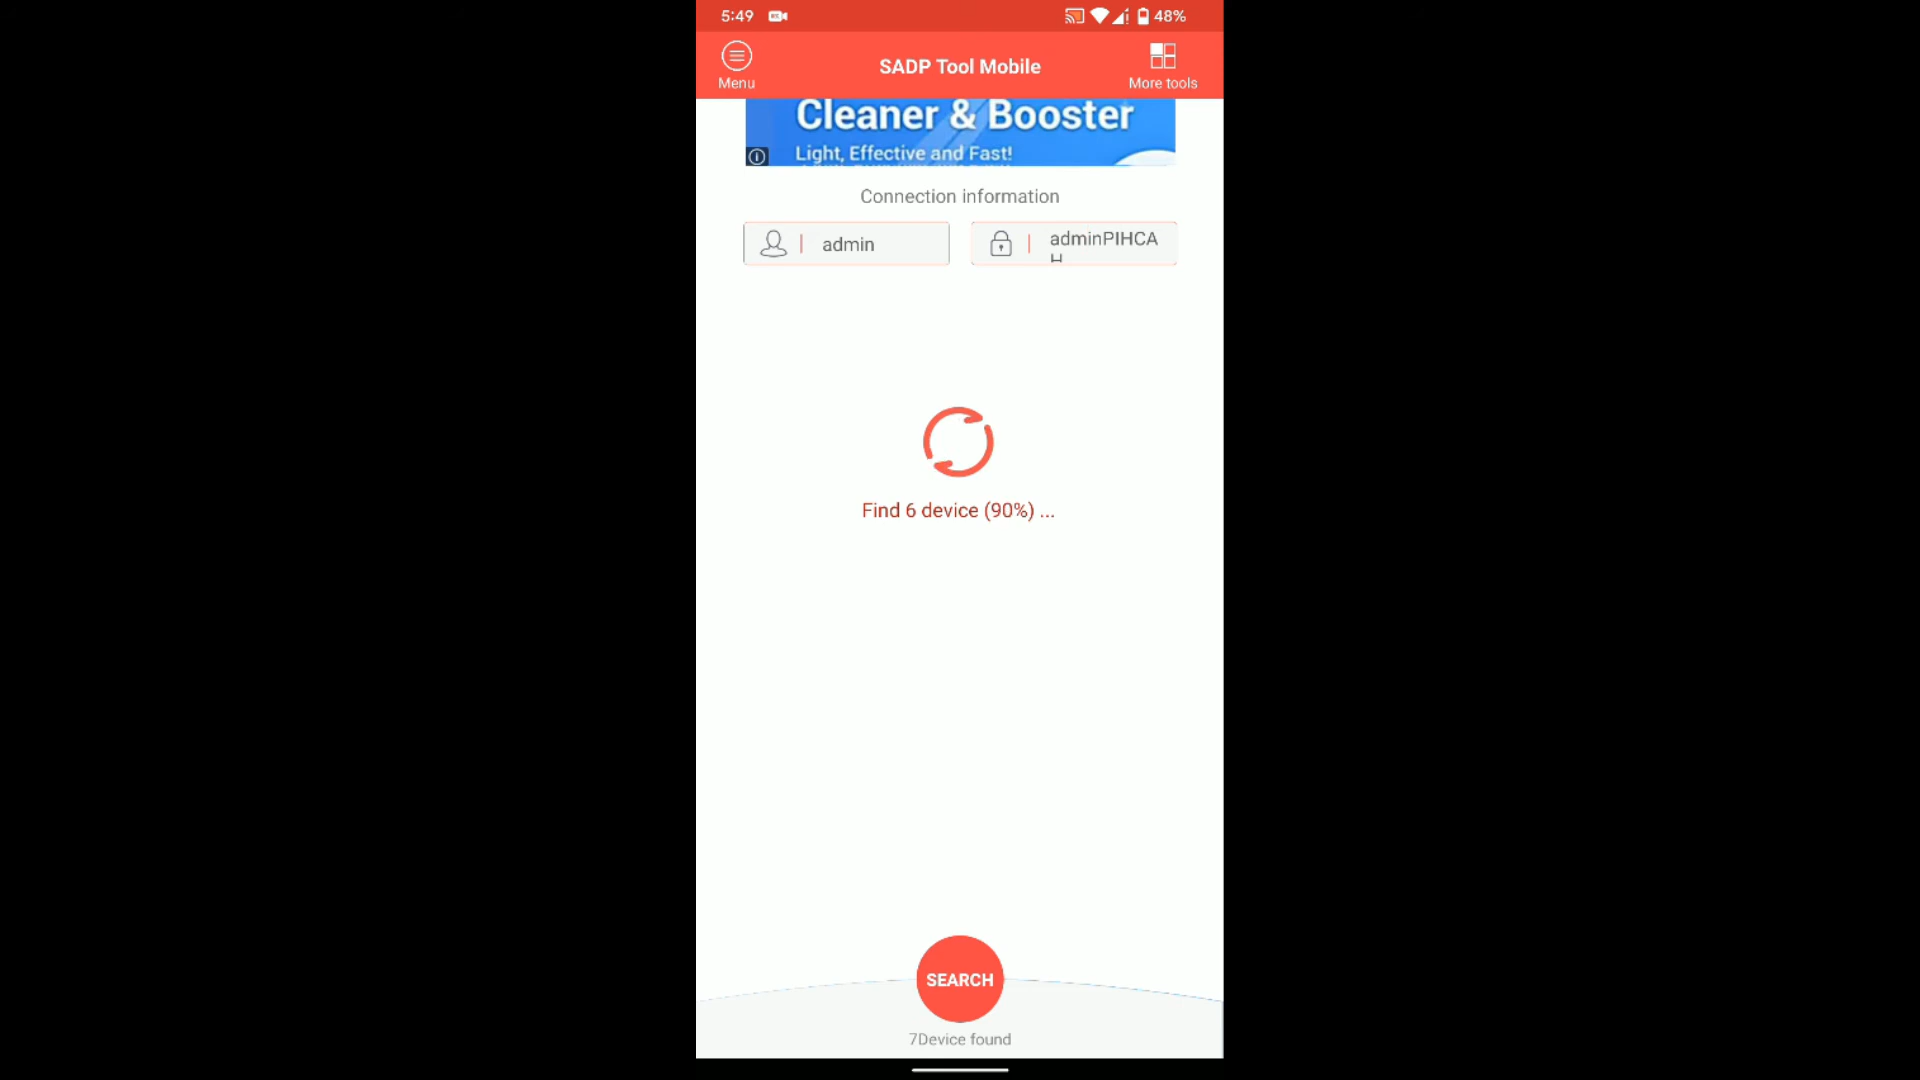 5:49
48%
Menu
SADP Tool Mobile
More tools
Cleaner & Booster
Light, Effective and Fast!
Connection information
admin
adminPIHCA
H
Find 6 device (90%) ...
SEARCH
7Device found